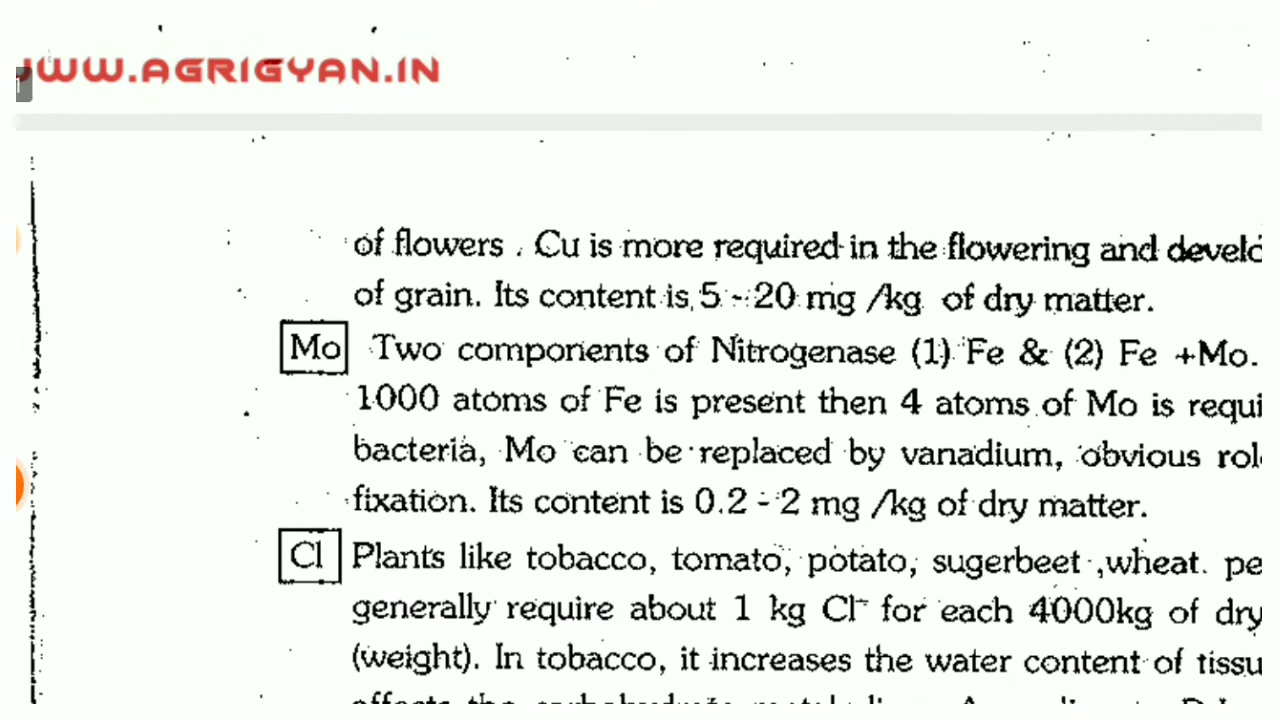 WWW.AGRIGYAN.IN
of flowers . Cu is more required in the flowering and develo
of grain. Its content is 5 - 20 mg /kg of dry matter.
Mo Two components of Nitrogenase (1) Fe & (2) Fe +Mo.
1000 atoms of Fe is present then 4 atoms of Mo is requi
bacteria, Mo can be replaced by vanadium, obvious rol
fixation. Its content is 0.2 - 2 mg /kg of dry matter.
Cl Plants like tobacco, tomato, potato, sugerbeet ,wheat. pe
generally require about 1 kg Cl⁻ for each 4000kg of dry
(weight). In tobacco, it increases the water content of tissu